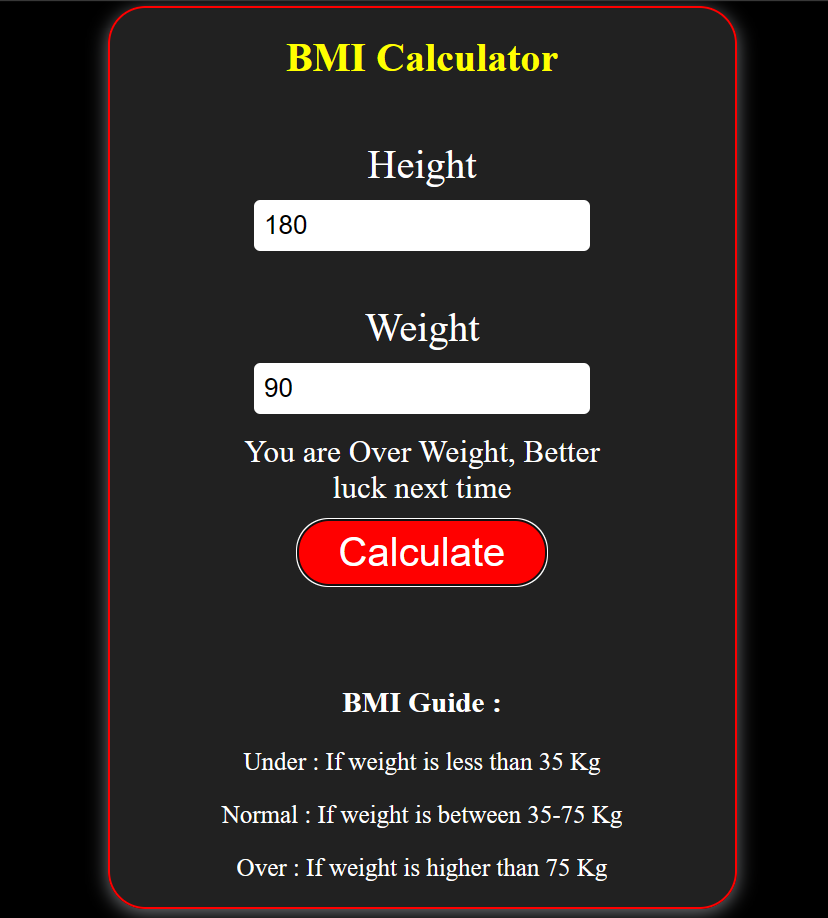 BMI Calculator
Height
180
Weight
90
You are Over Weight, Better
luck next time
Calculate
BMI Guide :
Under : If weight is less than 35 Kg
Normal : If weight is between 35-75 Kg
Over : If weight is higher than 75 Kg